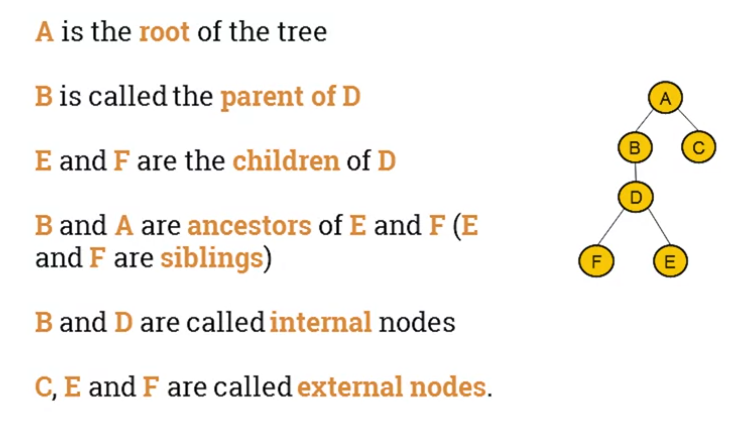 A is the root of the tree
B is called the parent of D
E and F are the children of D
B and A are ancestors of E and F (E
and F are siblings)
B and D are called internal nodes
C, E and F are called external nodes.
A
B
C
D
F
E